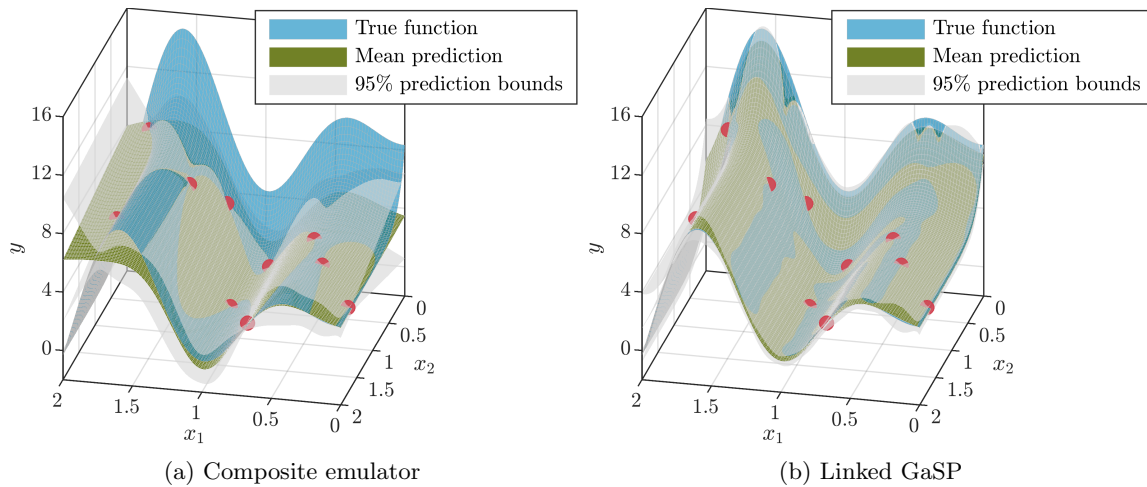 True function
Mean prediction
95% prediction bounds
16
12
8
4
0
y
2
1.5
1
0.5
0
x1
2
1.5
1
0.5
0
x2
(a) Composite emulator
True function
Mean prediction
95% prediction bounds
16
12
8
4
0
y
2
1.5
1
0.5
0
x1
2
1.5
1
0.5
0
x2
(b) Linked GaSP